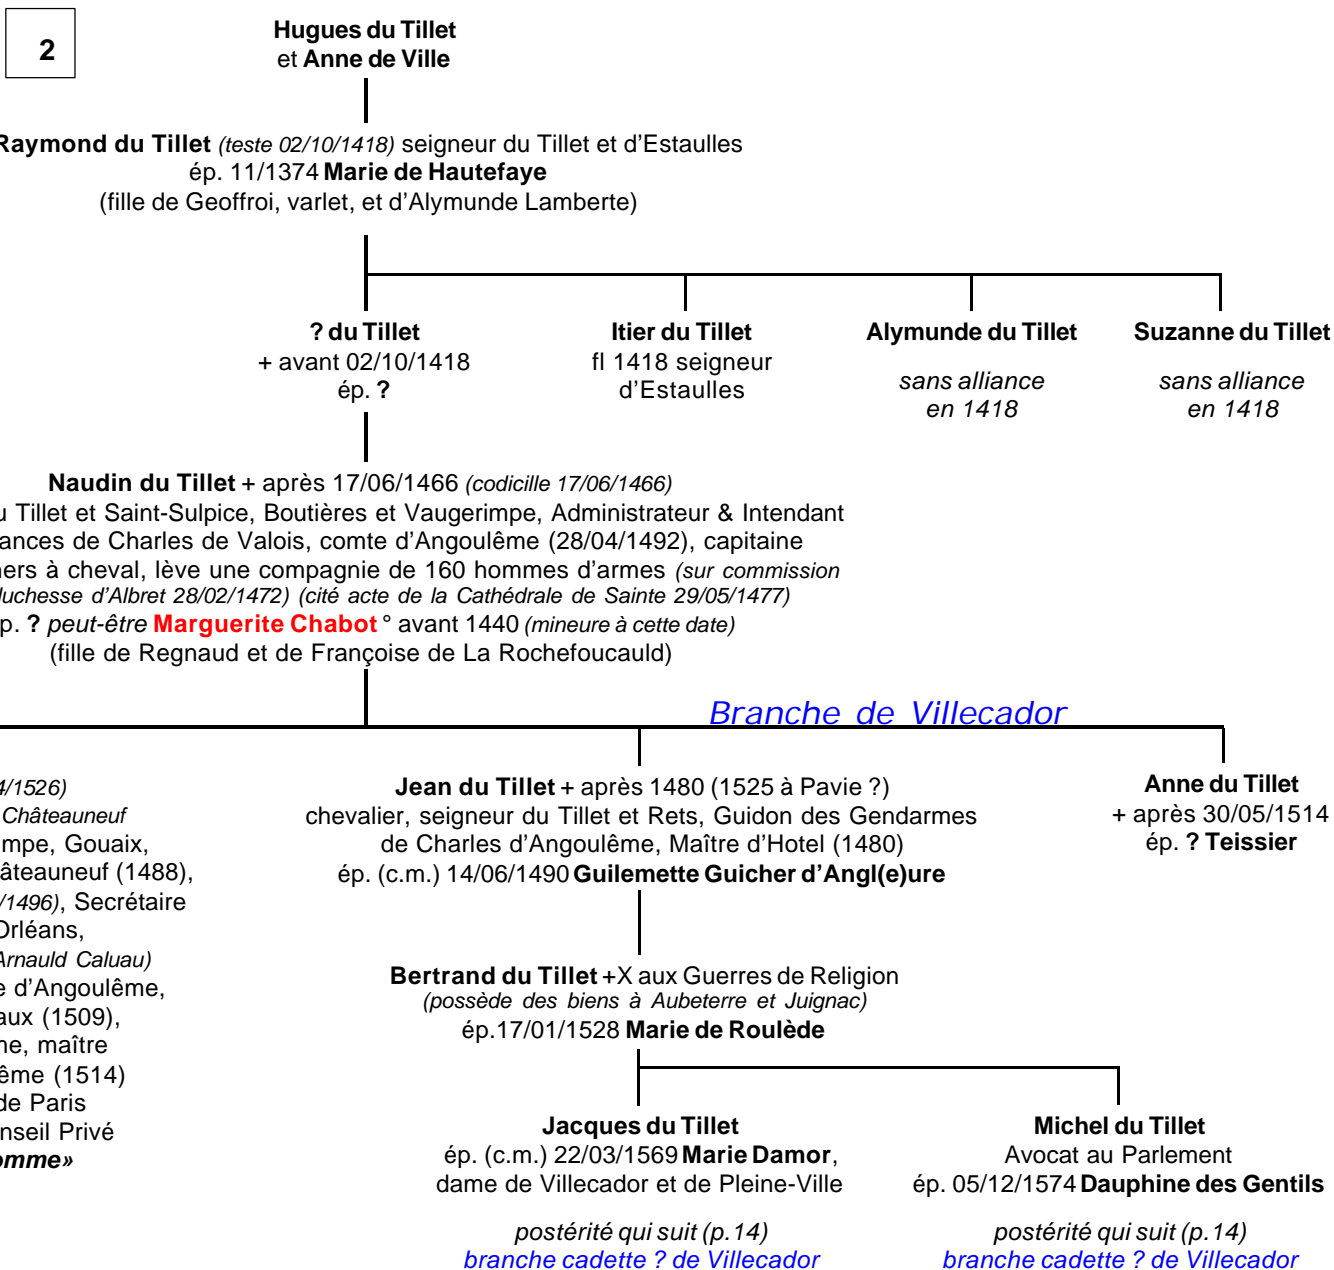 2
Hugues du Tillet
et Anne de Ville
Raymond du Tillet (teste 02/10/1418) seigneur du Tillet et d’Estaulles
ép. 11/1374 Marie de Hautefaye
(fille de Geoffroi, varlet, et d’Alymunde Lamberte)
? du Tillet
+ avant 02/10/1418
ép. ?
Itier du Tillet
fl 1418 seigneur
d’Estaulles
Alymunde du Tillet
sans alliance
en 1418
Suzanne du Tillet
sans alliance
en 1418
Naudin du Tillet + après 17/06/1466 (codicille 17/06/1466)
u Tillet et Saint-Sulpice, Boutières et Vaugerimpe, Administrateur & Intendant
ances de Charles de Valois, comte d’Angoulême (28/04/1492), capitaine
hers à cheval, lève une compagnie de 160 hommes d’armes (sur commission
duchesse d’Albret 28/02/1472) (cité acte de la Cathédrale de Sainte 29/05/1477)
p. ? peut-être Marguerite Chabot ° avant 1440 (mineure à cette date)
(fille de Regnaud et de Françoise de La Rochefoucauld)
Branche de Villecador
4/1526)
Châteauneuf
mpe, Gouaix,
âteauneuf (1488),
/1496), Secrétaire
Orléans,
Arnauld Caluau)
e d’Angoulême,
aux (1509),
me, maître
ême (1514)
de Paris
nseil Privé
omme»
Jean du Tillet + après 1480 (1525 à Pavie ?)
chevalier, seigneur du Tillet et Rets, Guidon des Gendarmes
de Charles d’Angoulême, Maître d’Hotel (1480)
ép. (c.m.) 14/06/1490 Guilemette Guicher d’Angl(e)ure
Anne du Tillet
+ après 30/05/1514
ép. ? Teissier
Bertrand du Tillet +X aux Guerres de Religion
(possède des biens à Aubeterre et Juignac)
ép.17/01/1528 Marie de Roulède
Jacques du Tillet
ép. (c.m.) 22/03/1569 Marie Damor,
dame de Villecador et de Pleine-Ville
postérité qui suit (p.14)
branche cadette ? de Villecador
Michel du Tillet
Avocat au Parlement
ép. 05/12/1574 Dauphine des Gentils
postérité qui suit (p.14)
branche cadette ? de Villecador